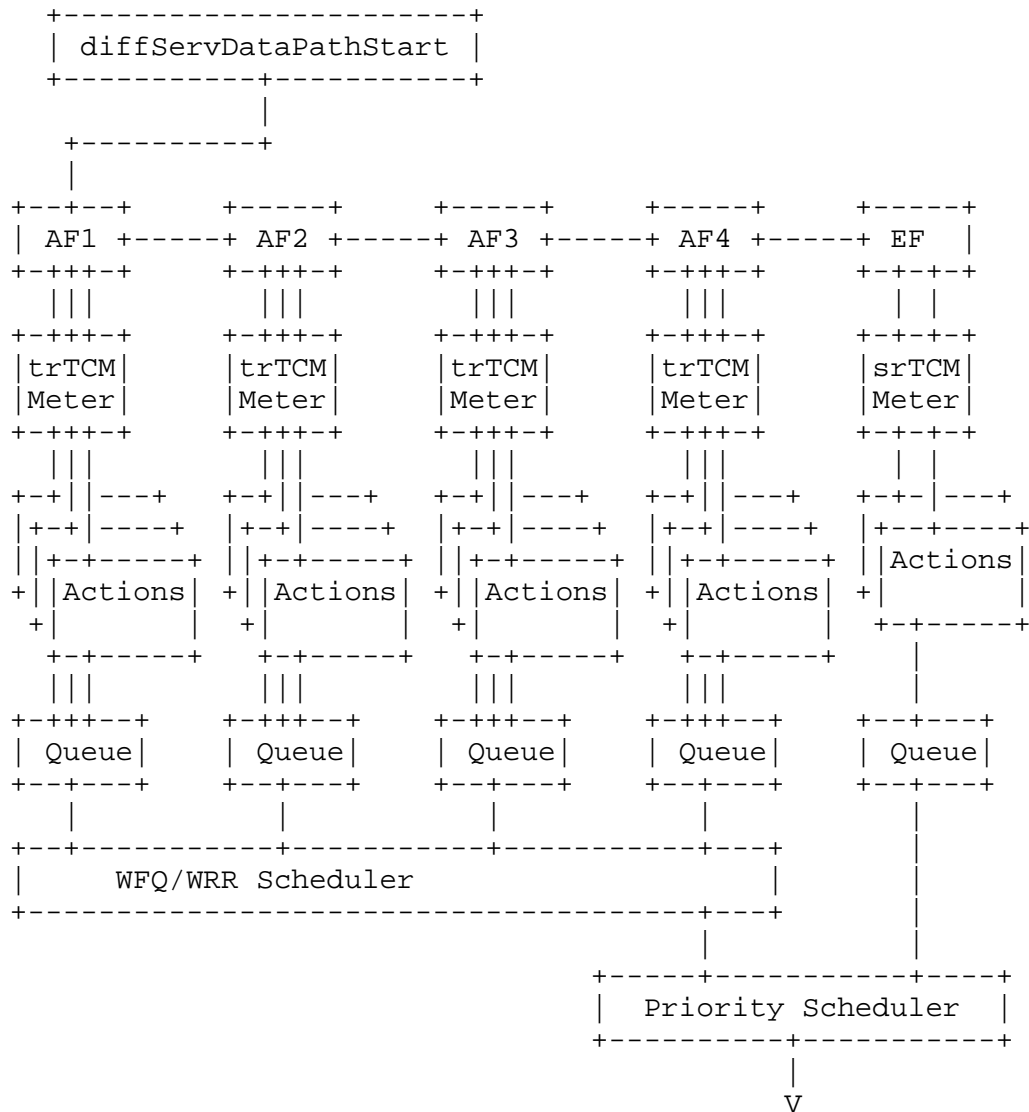 diffServDataPathStart
AF1 AF2 AF3 AF4 EF
trTCM trTCM trTCM trTCM srTCM
Meter Meter Meter Meter Meter
Actions
Actions Actions Actions Actions
Queue Queue Queue Queue Queue
WFQ/WRR Scheduler
Priority Scheduler
V